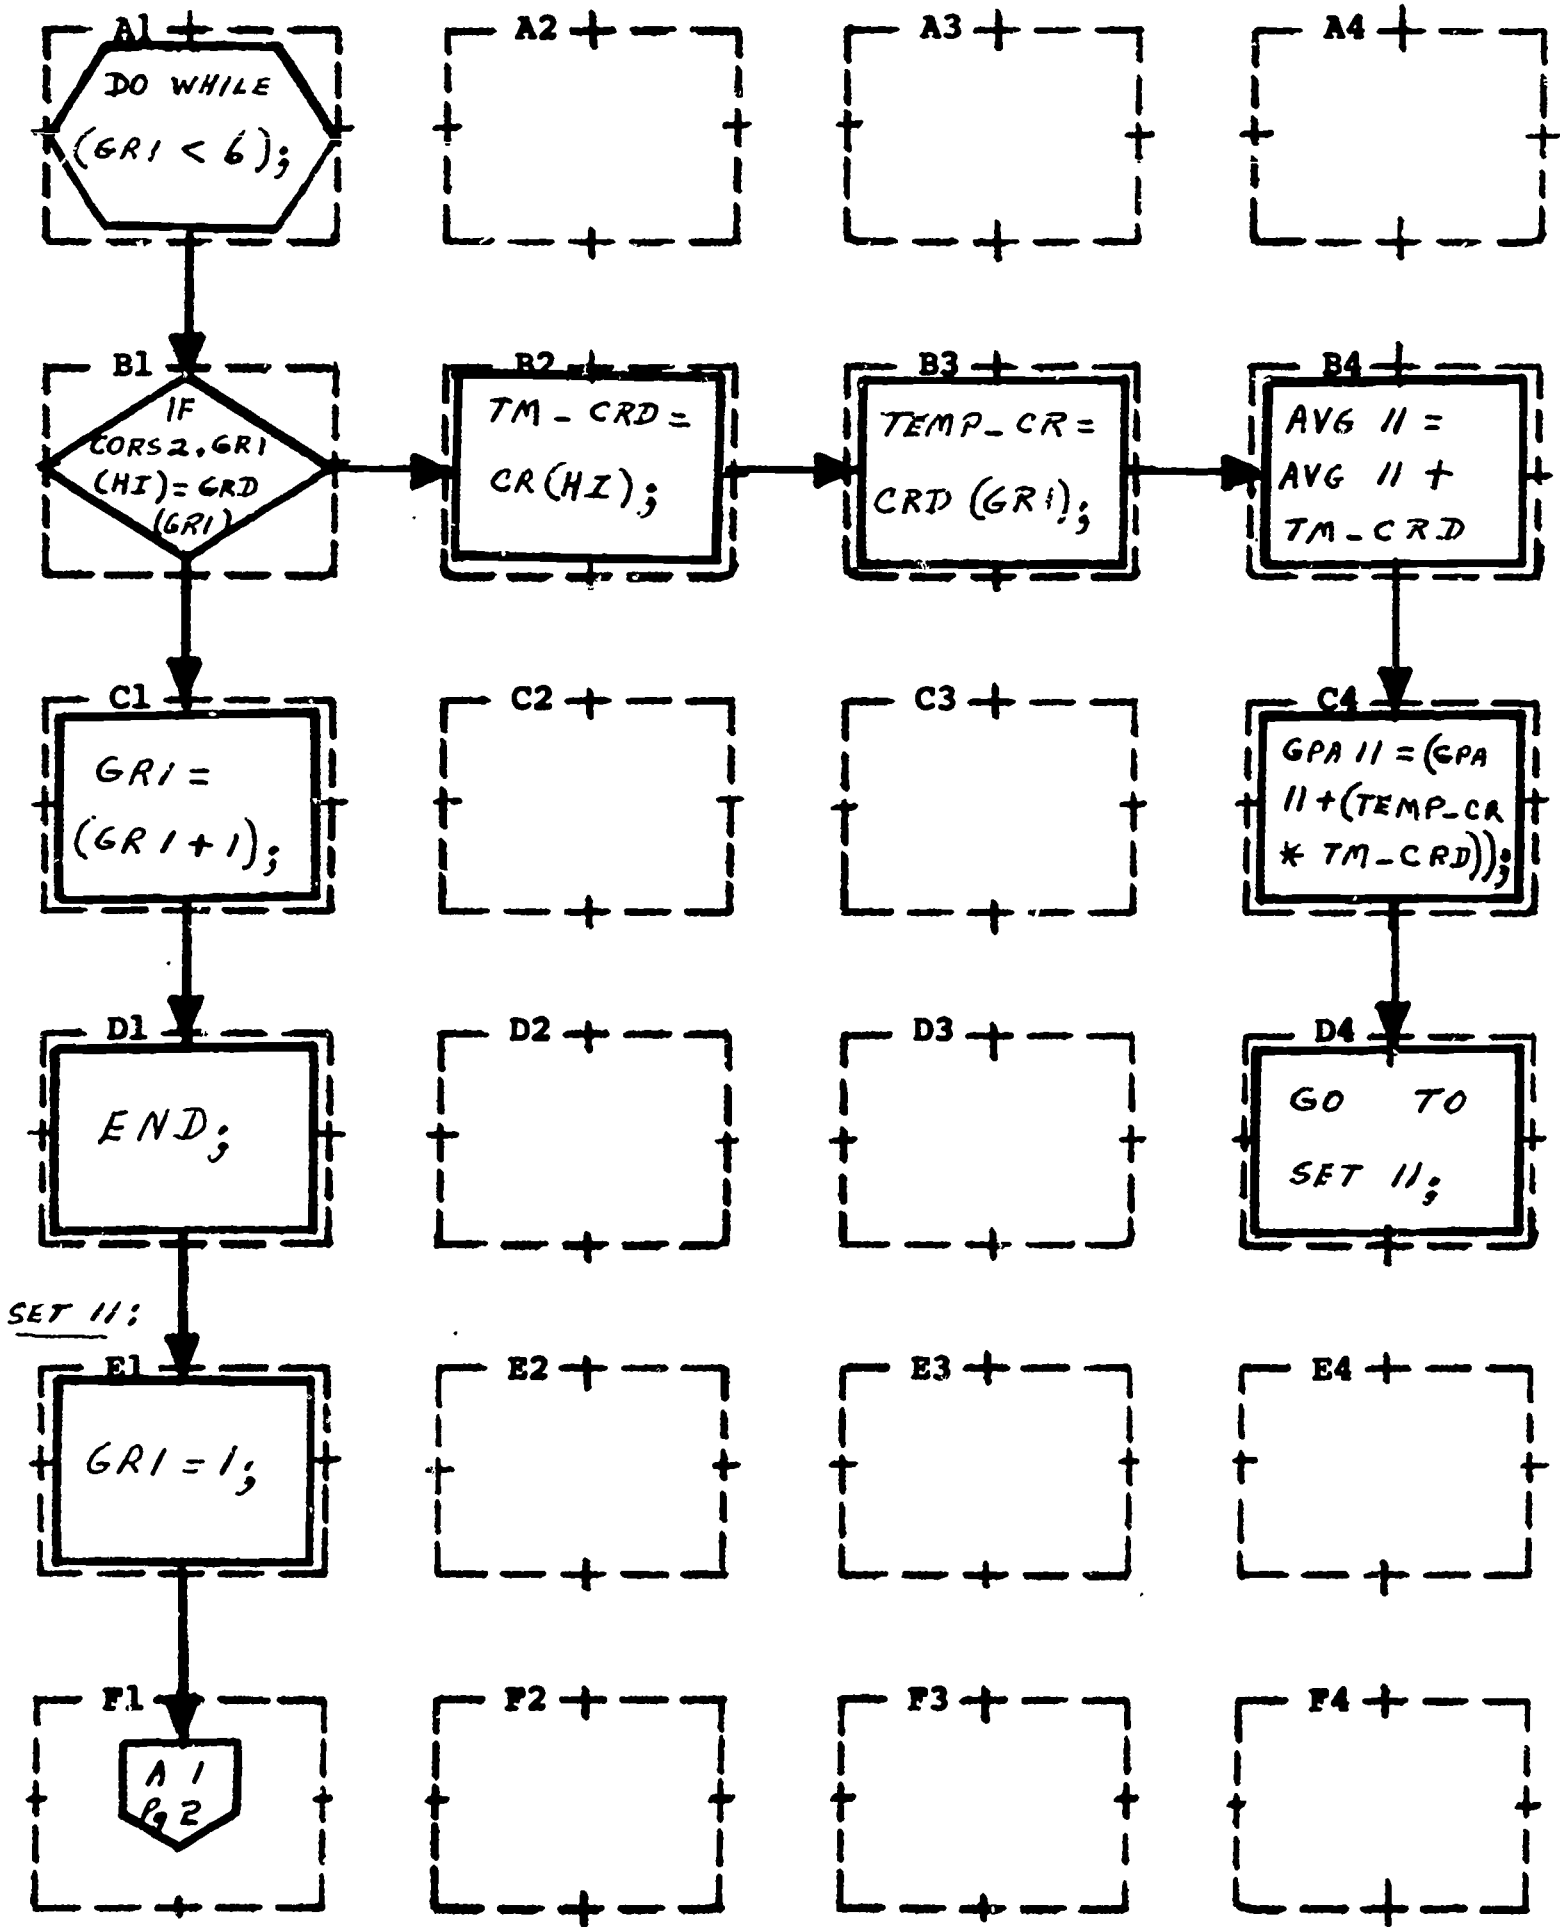 A1
DO WHILE
(GR1 < 6);
A2
A3
A4
B1
IF
CORS2.GR1
(HI)=GRD
(GR1)
B2
TM_CRD=
CR(HI);
B3
TEMP_CR=
CRD (GR1);
B4
AVG 11 =
AVG 11 +
TM_CRD
C1
GR1 =
(GR1+1);
C2
C3
C4
GPA 11 =(GPA
11+(TEMP_CR
* TM_CRD));
D1
END;
D2
D3
D4
GO TO
SET 11;
SET 11:
E1
GR1=1;
E2
E3
E4
F1
A 1
Pg 2
F2
F3
F4